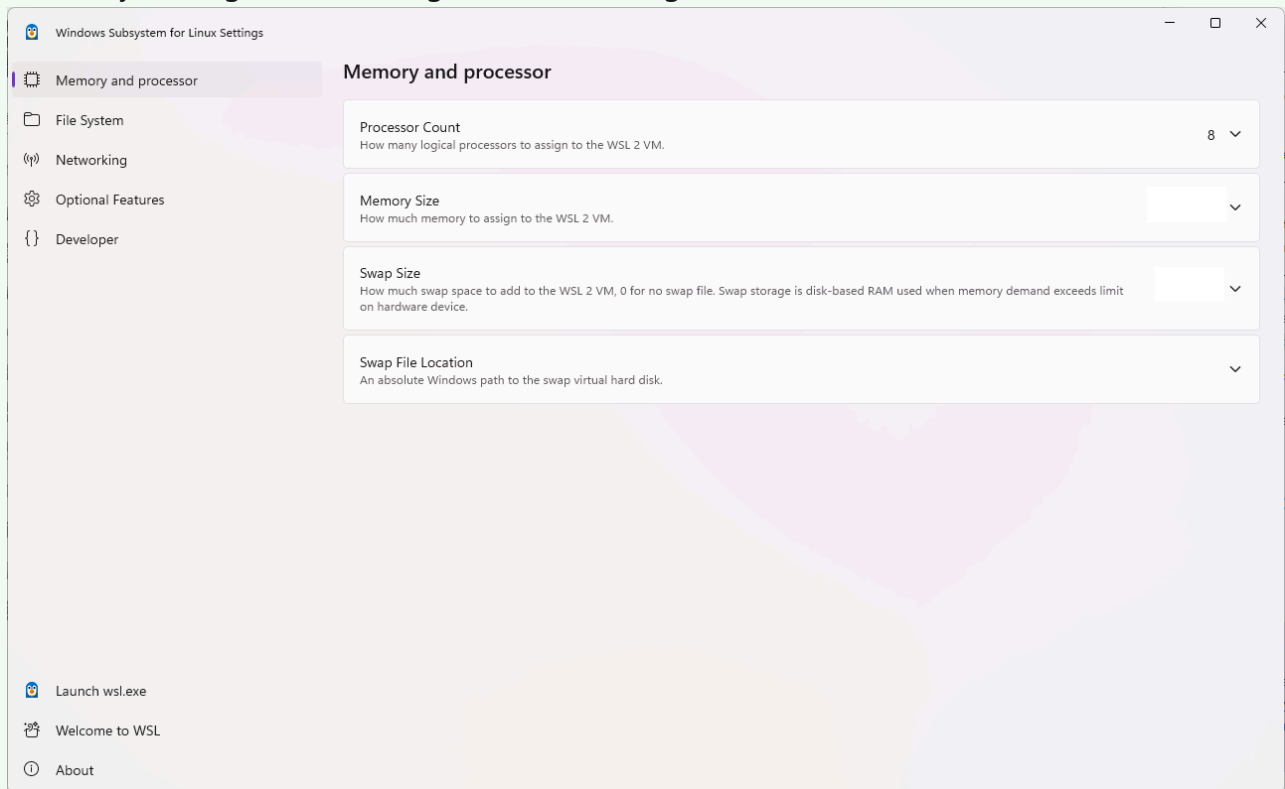 Windows Subsystem for Linux Settings
Memory and processor
File System
Networking
Optional Features
Developer
Launch wsl.exe
Welcome to WSL
About
Memory and processor
Processor Count
How many logical processors to assign to the WSL 2 VM.
8
Memory Size
How much memory to assign to the WSL 2 VM.
Swap Size
How much swap space to add to the WSL 2 VM, 0 for no swap file. Swap storage is disk-based RAM used when memory demand exceeds limit
on hardware device.
Swap File Location
An absolute Windows path to the swap virtual hard disk.